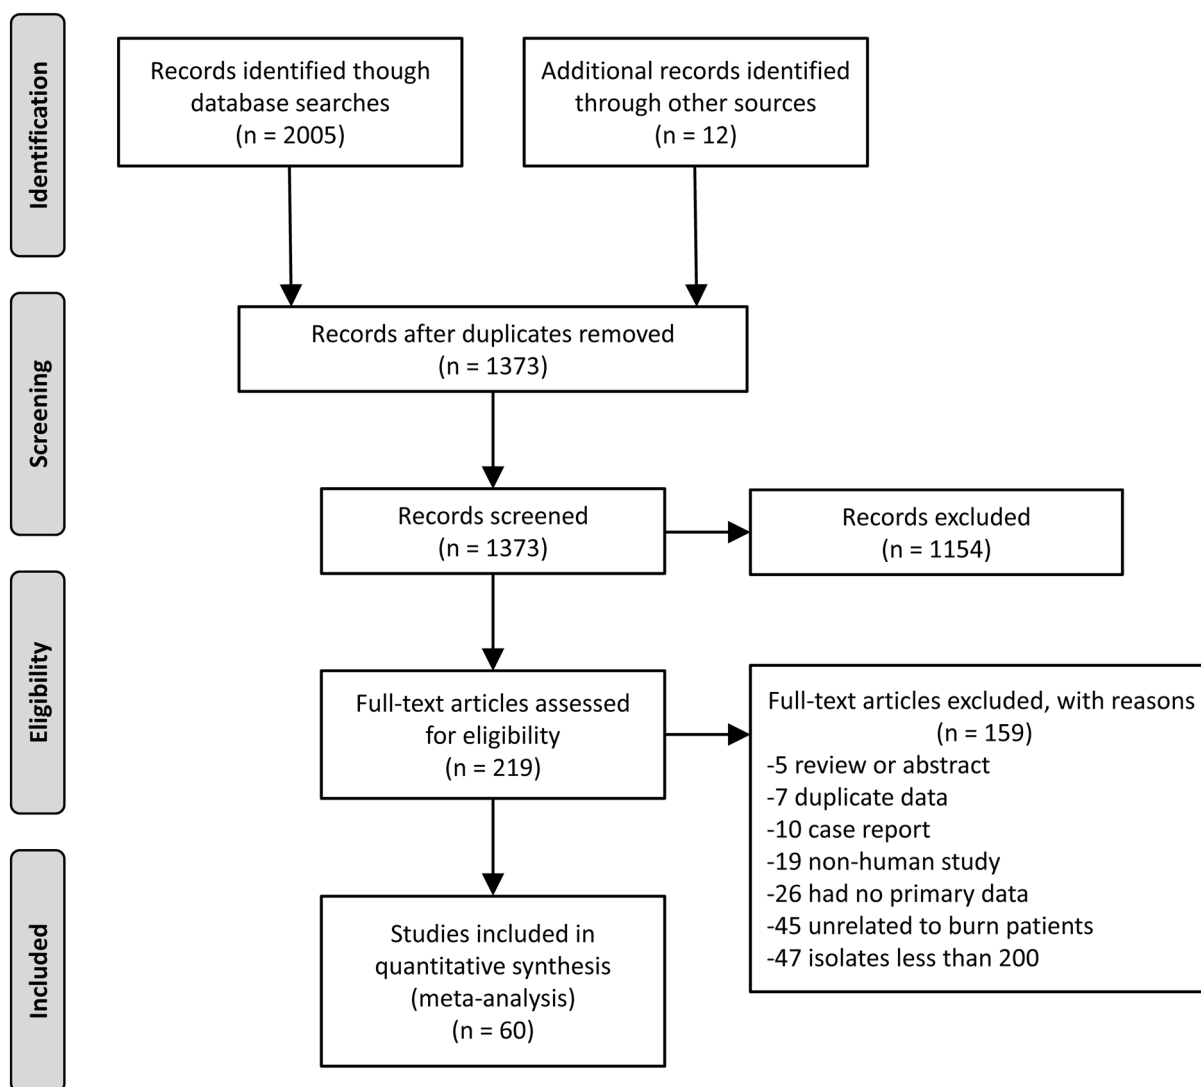 Identification
Records identified though
database searches
(n = 2005)
Additional records identified
through other sources
(n = 12)
Screening
Records after duplicates removed
(n = 1373)
Records screened
(n = 1373)
Records excluded
(n = 1154)
Eligibility
Full-text articles assessed
for eligibility
(n = 219)
Full-text articles excluded, with reasons
(n = 159)
-5 review or abstract
-7 duplicate data
-10 case report
-19 non-human study
-26 had no primary data
-45 unrelated to burn patients
-47 isolates less than 200
Included
Studies included in
quantitative synthesis
(meta-analysis)
(n = 60)